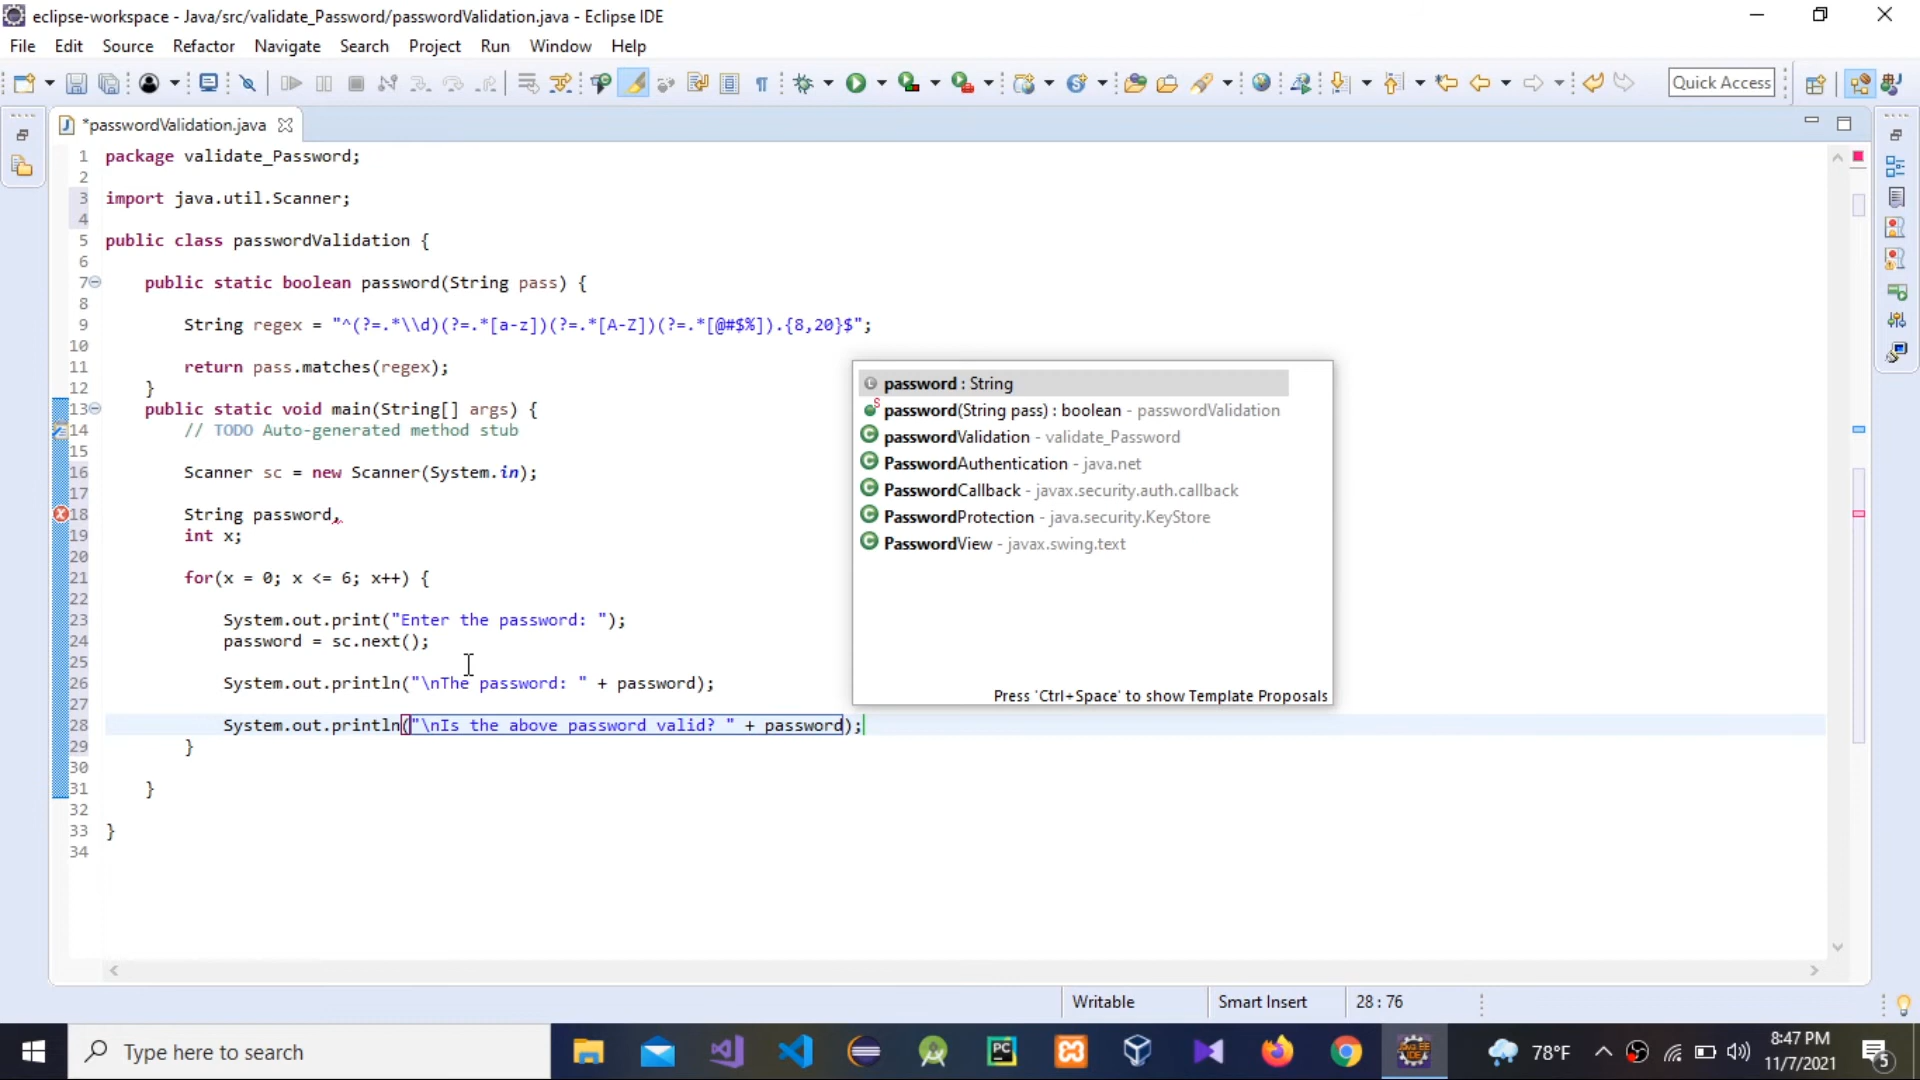 eclipse-workspace - Java/src/validate_Password/passwordValidation.java - Eclipse IDE
File Edit Source Refactor Navigate Search Project Run Window Help
Quick Access
*passwordValidation.java
1 package validate_Password;
2
3 import java.util.Scanner;
4
5 public class passwordValidation {
6
7 public static boolean password(String pass) {
8
9 String regex = "^(?=.*\\d)(?=.*[a-z])(?=.*[A-Z])(?=.*[@#$%]).{8,20}$";
10
11 return pass.matches(regex);
12 }
13 public static void main(String[] args) {
14 // TODO Auto-generated method stub
15
16 Scanner sc = new Scanner(System.in);
17
18 String password,
19 int x;
20
21 for(x = 0; x <= 6; x++) {
22
23 System.out.print("Enter the password: ");
24 password = sc.next();
25
26 System.out.println("\nThe password: " + password);
27
28 System.out.println("\nIs the above password valid? " + password);
29 }
30
31 }
32
33 }
34
password : String
password(String pass) : boolean - passwordValidation
passwordValidation - validate_Password
PasswordAuthentication - java.net
PasswordCallback - javax.security.auth.callback
PasswordProtection - java.security.KeyStore
PasswordView - javax.swing.text
Press 'Ctrl+Space' to show Template Proposals
Writable Smart Insert 28 : 76
Type here to search
78°F
8:47 PM
11/7/2021
5